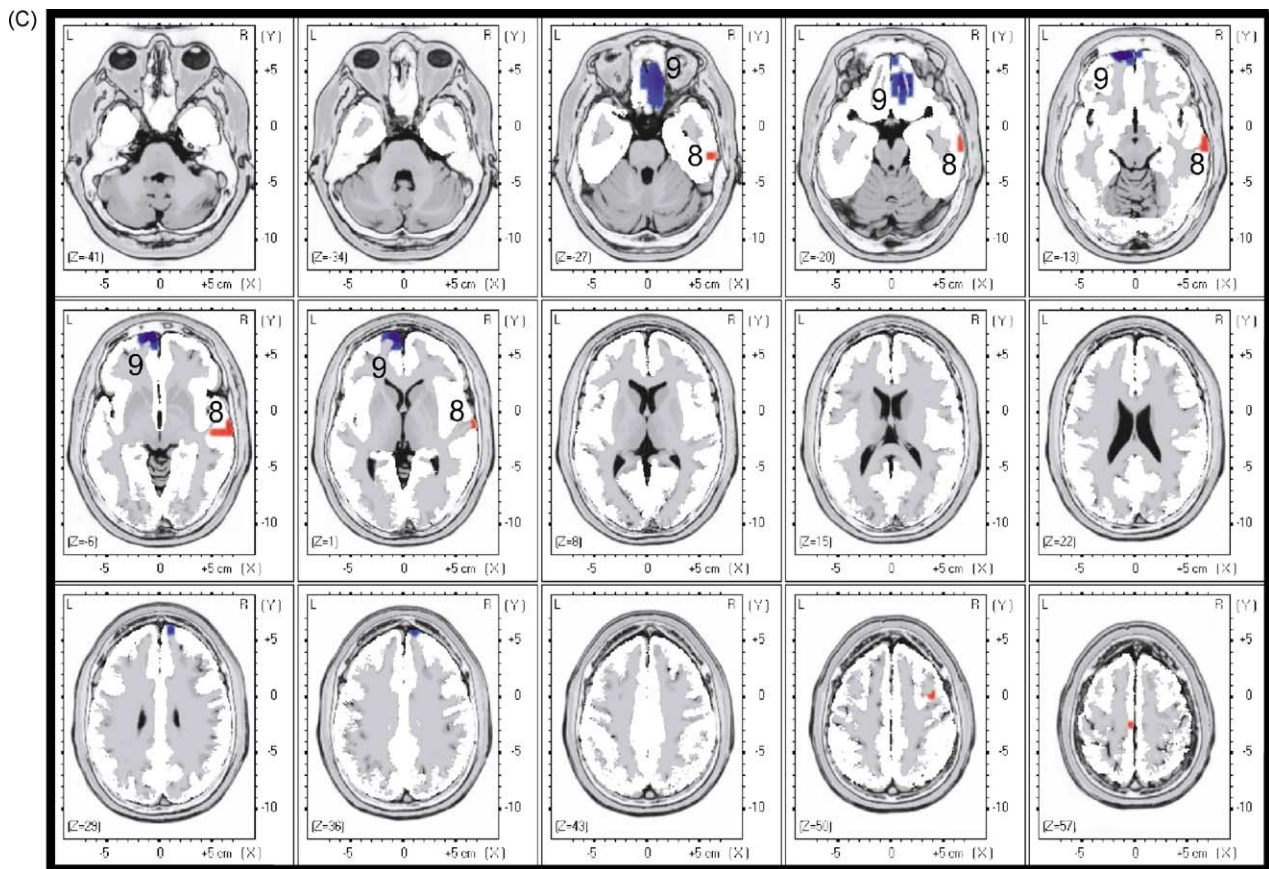 (C)
L R (Y)
+5
0
-5
-10
(Z=-41)
-5 0 +5 cm (X)
L R (Y)
+5
0
-5
-10
(Z=-34)
-5 0 +5 cm (X)
L R (Y)
9
+5
0
8
-5
-10
(Z=-27)
-5 0 +5 cm (X)
L R (Y)
+5
9
0
8
-5
-10
(Z=-20)
-5 0 +5 cm (X)
L R (Y)
+5
9
0
8
-5
-10
(Z=-13)
-5 0 +5 cm (X)
L R (Y)
+5
9
8
0
-5
-10
(Z=-6)
-5 0 +5 cm (X)
L R (Y)
+5
9
8
0
-5
-10
(Z=1)
-5 0 +5 cm (X)
L R (Y)
+5
0
-5
-10
(Z=8)
-5 0 +5 cm (X)
L R (Y)
+5
0
-5
-10
(Z=15)
-5 0 +5 cm (X)
L R (Y)
+5
0
-5
-10
(Z=22)
-5 0 +5 cm (X)
L R (Y)
+5
0
-5
-10
(Z=29)
-5 0 +5 cm (X)
L R (Y)
+5
0
-5
-10
(Z=36)
-5 0 +5 cm (X)
L R (Y)
+5
0
-5
-10
(Z=43)
-5 0 +5 cm (X)
L R (Y)
+5
0
-5
-10
(Z=50)
-5 0 +5 cm (X)
L R (Y)
+5
0
-5
-10
(Z=57)
-5 0 +5 cm (X)